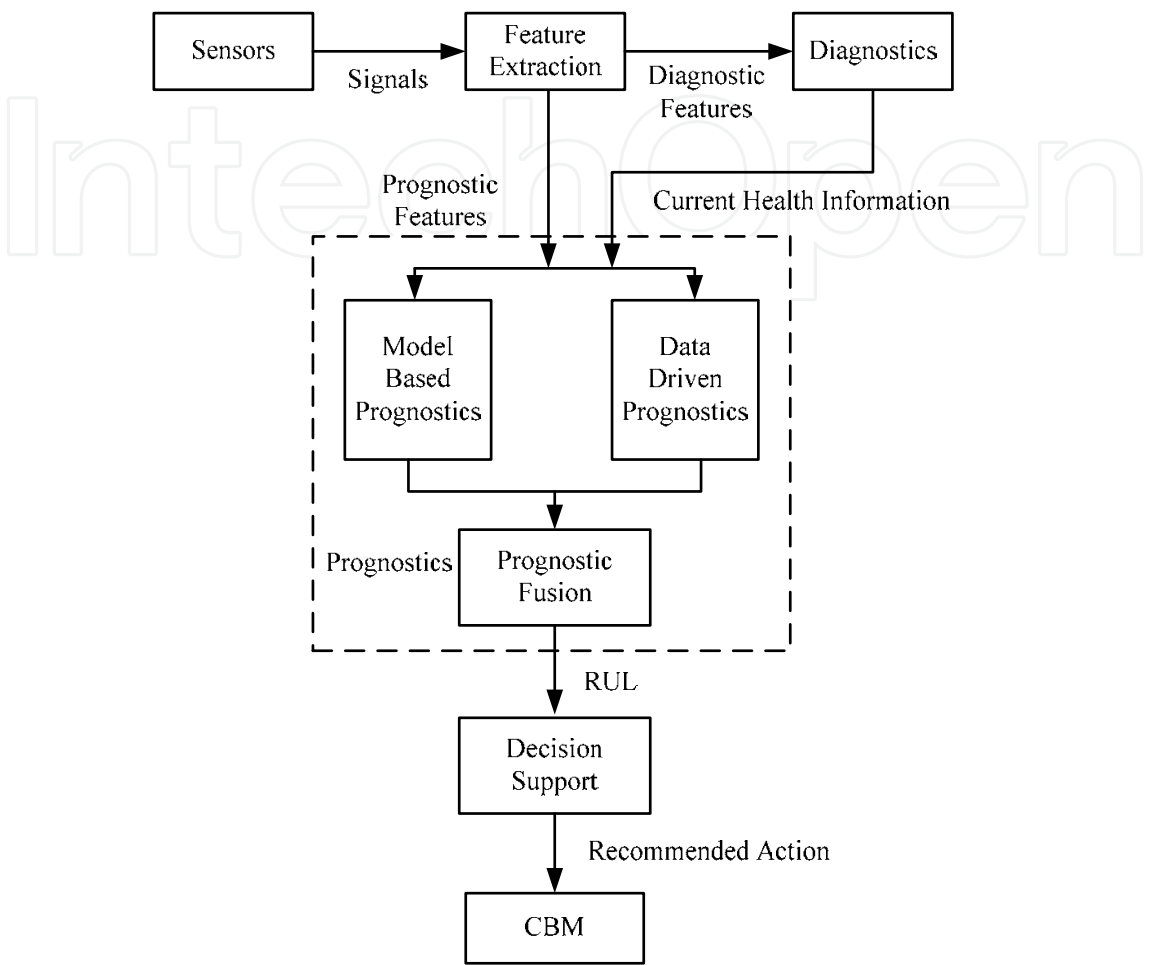 Sensors
Signals
Feature
Extraction
Diagnostic
Features
Diagnostics
Prognostic
Features
Current Health Information
IntechOpen
Model
Based
Prognostics
Data
Driven
Prognostics
Prognostics
Prognostic
Fusion
RUL
Decision
Support
Recommended Action
CBM